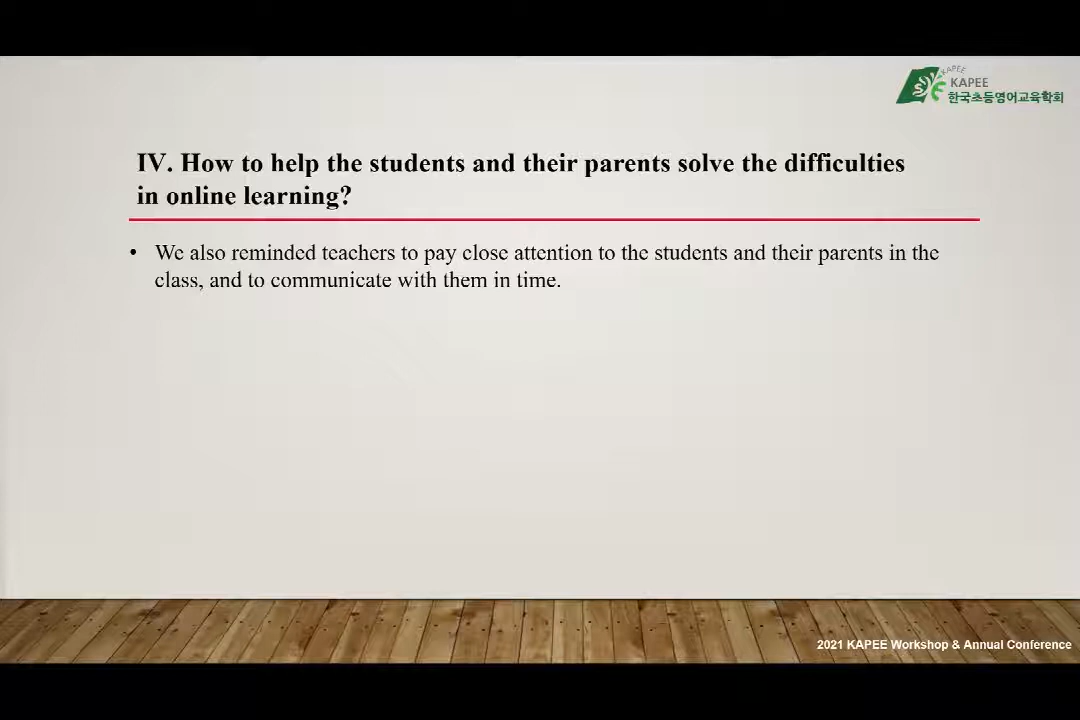 KAPEE
KAPEE
한국초등영어교육학회
IV. How to help the students and their parents solve the difficulties
in online learning?
• We also reminded teachers to pay close attention to the students and their parents in the
class, and to communicate with them in time.
2021 KAPEE Workshop & Annual Conference